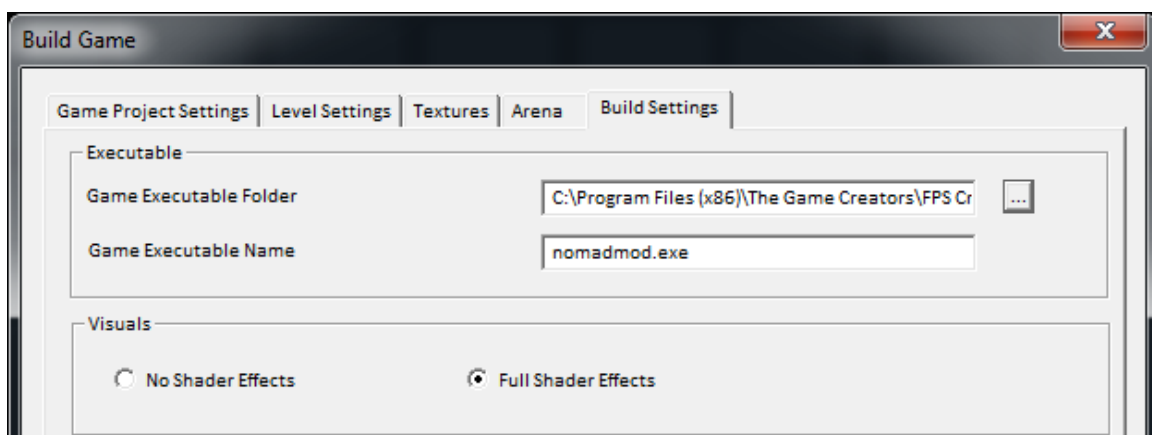 Build Game
X
Game Project Settings Level Settings Textures Arena Build Settings
Executable
Game Executable Folder C:\Program Files (x86)\The Game Creators\FPS Cr ...
Game Executable Name nomadmod.exe
Visuals
No Shader Effects Full Shader Effects